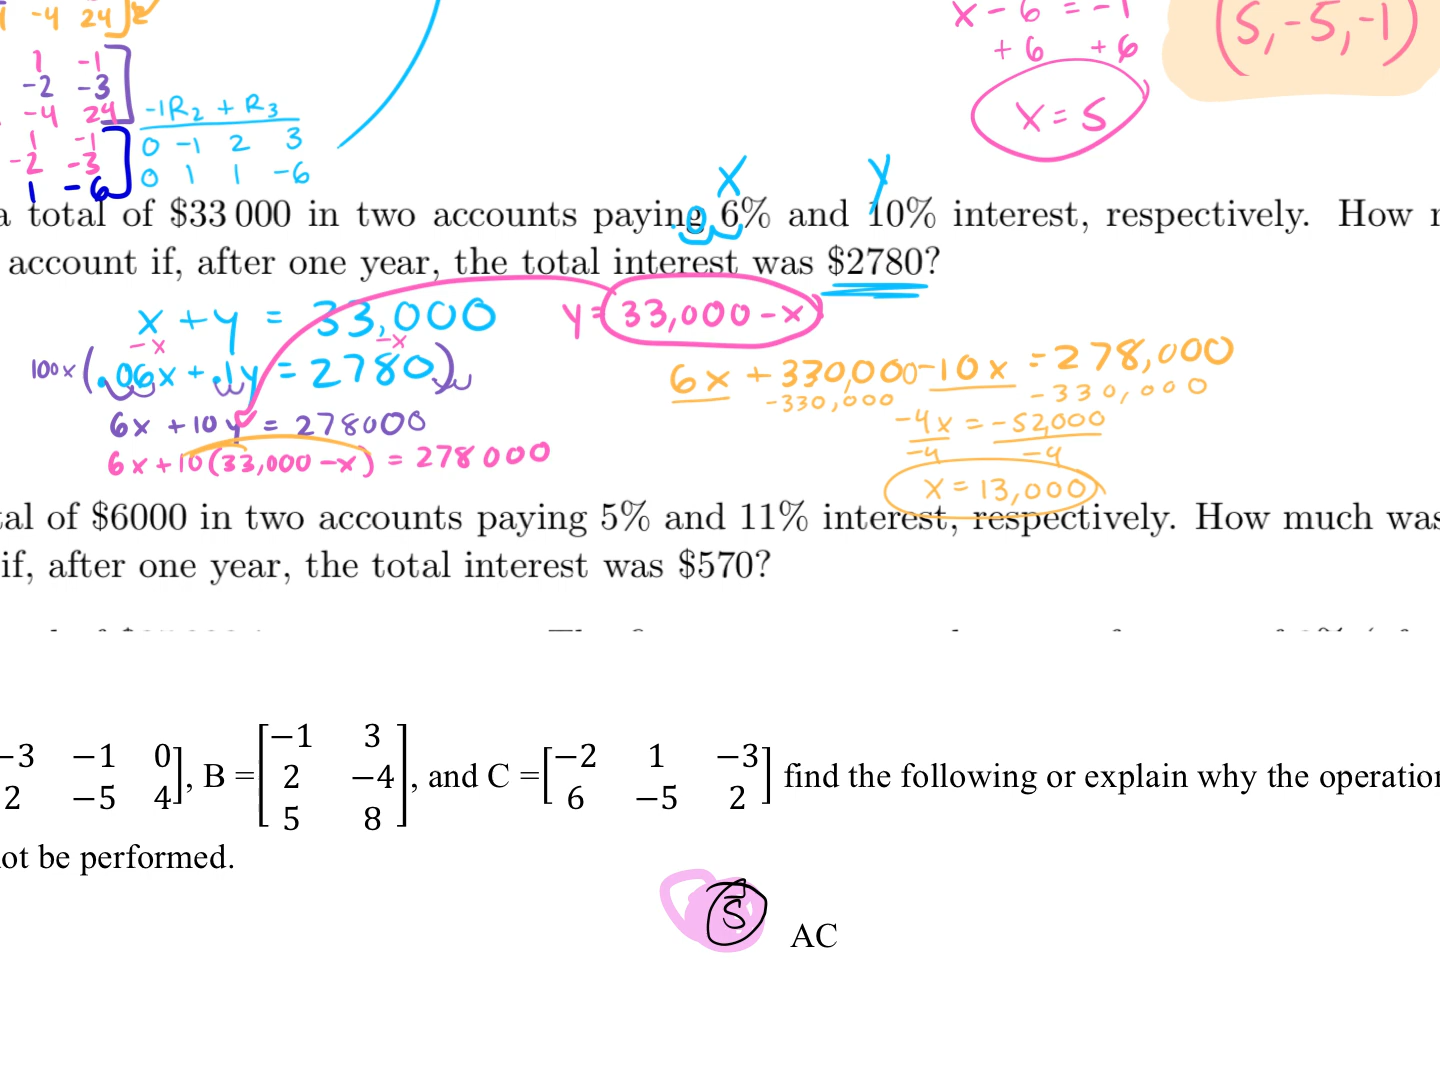 -4 24
x - 6 = -1
+6 +6
(5,-5,-1)
x = 5
1 -1
-2 -3
-4 24
-1R2 + R3
0 -1 2 3
0 1 1 -6
1 -1
-2 -3
1 -6
x y
a total of $33 000 in two accounts paying 6% and 10% interest, respectively. How
account if, after one year, the total interest was $2780?
x + y = 33,000
-x -x
y = 33,000 - x
100x(.06x + .1y = 2780)
6x + 10y = 278000
6x + 10(33,000 - x) = 278000
6x + 330,000 - 10x = 278,000
-330,000 -330,000
-4x = -52,000
-4 -4
x = 13,000
al of $6000 in two accounts paying 5% and 11% interest, respectively. How much was
if, after one year, the total interest was $570?
-3 -1 0
2 -5 4
], B = [
-1 3
2 -4
5 8
], and C = [
-2 1 -3
6 -5 2
] find the following or explain why the operation
ot be performed.
5
AC